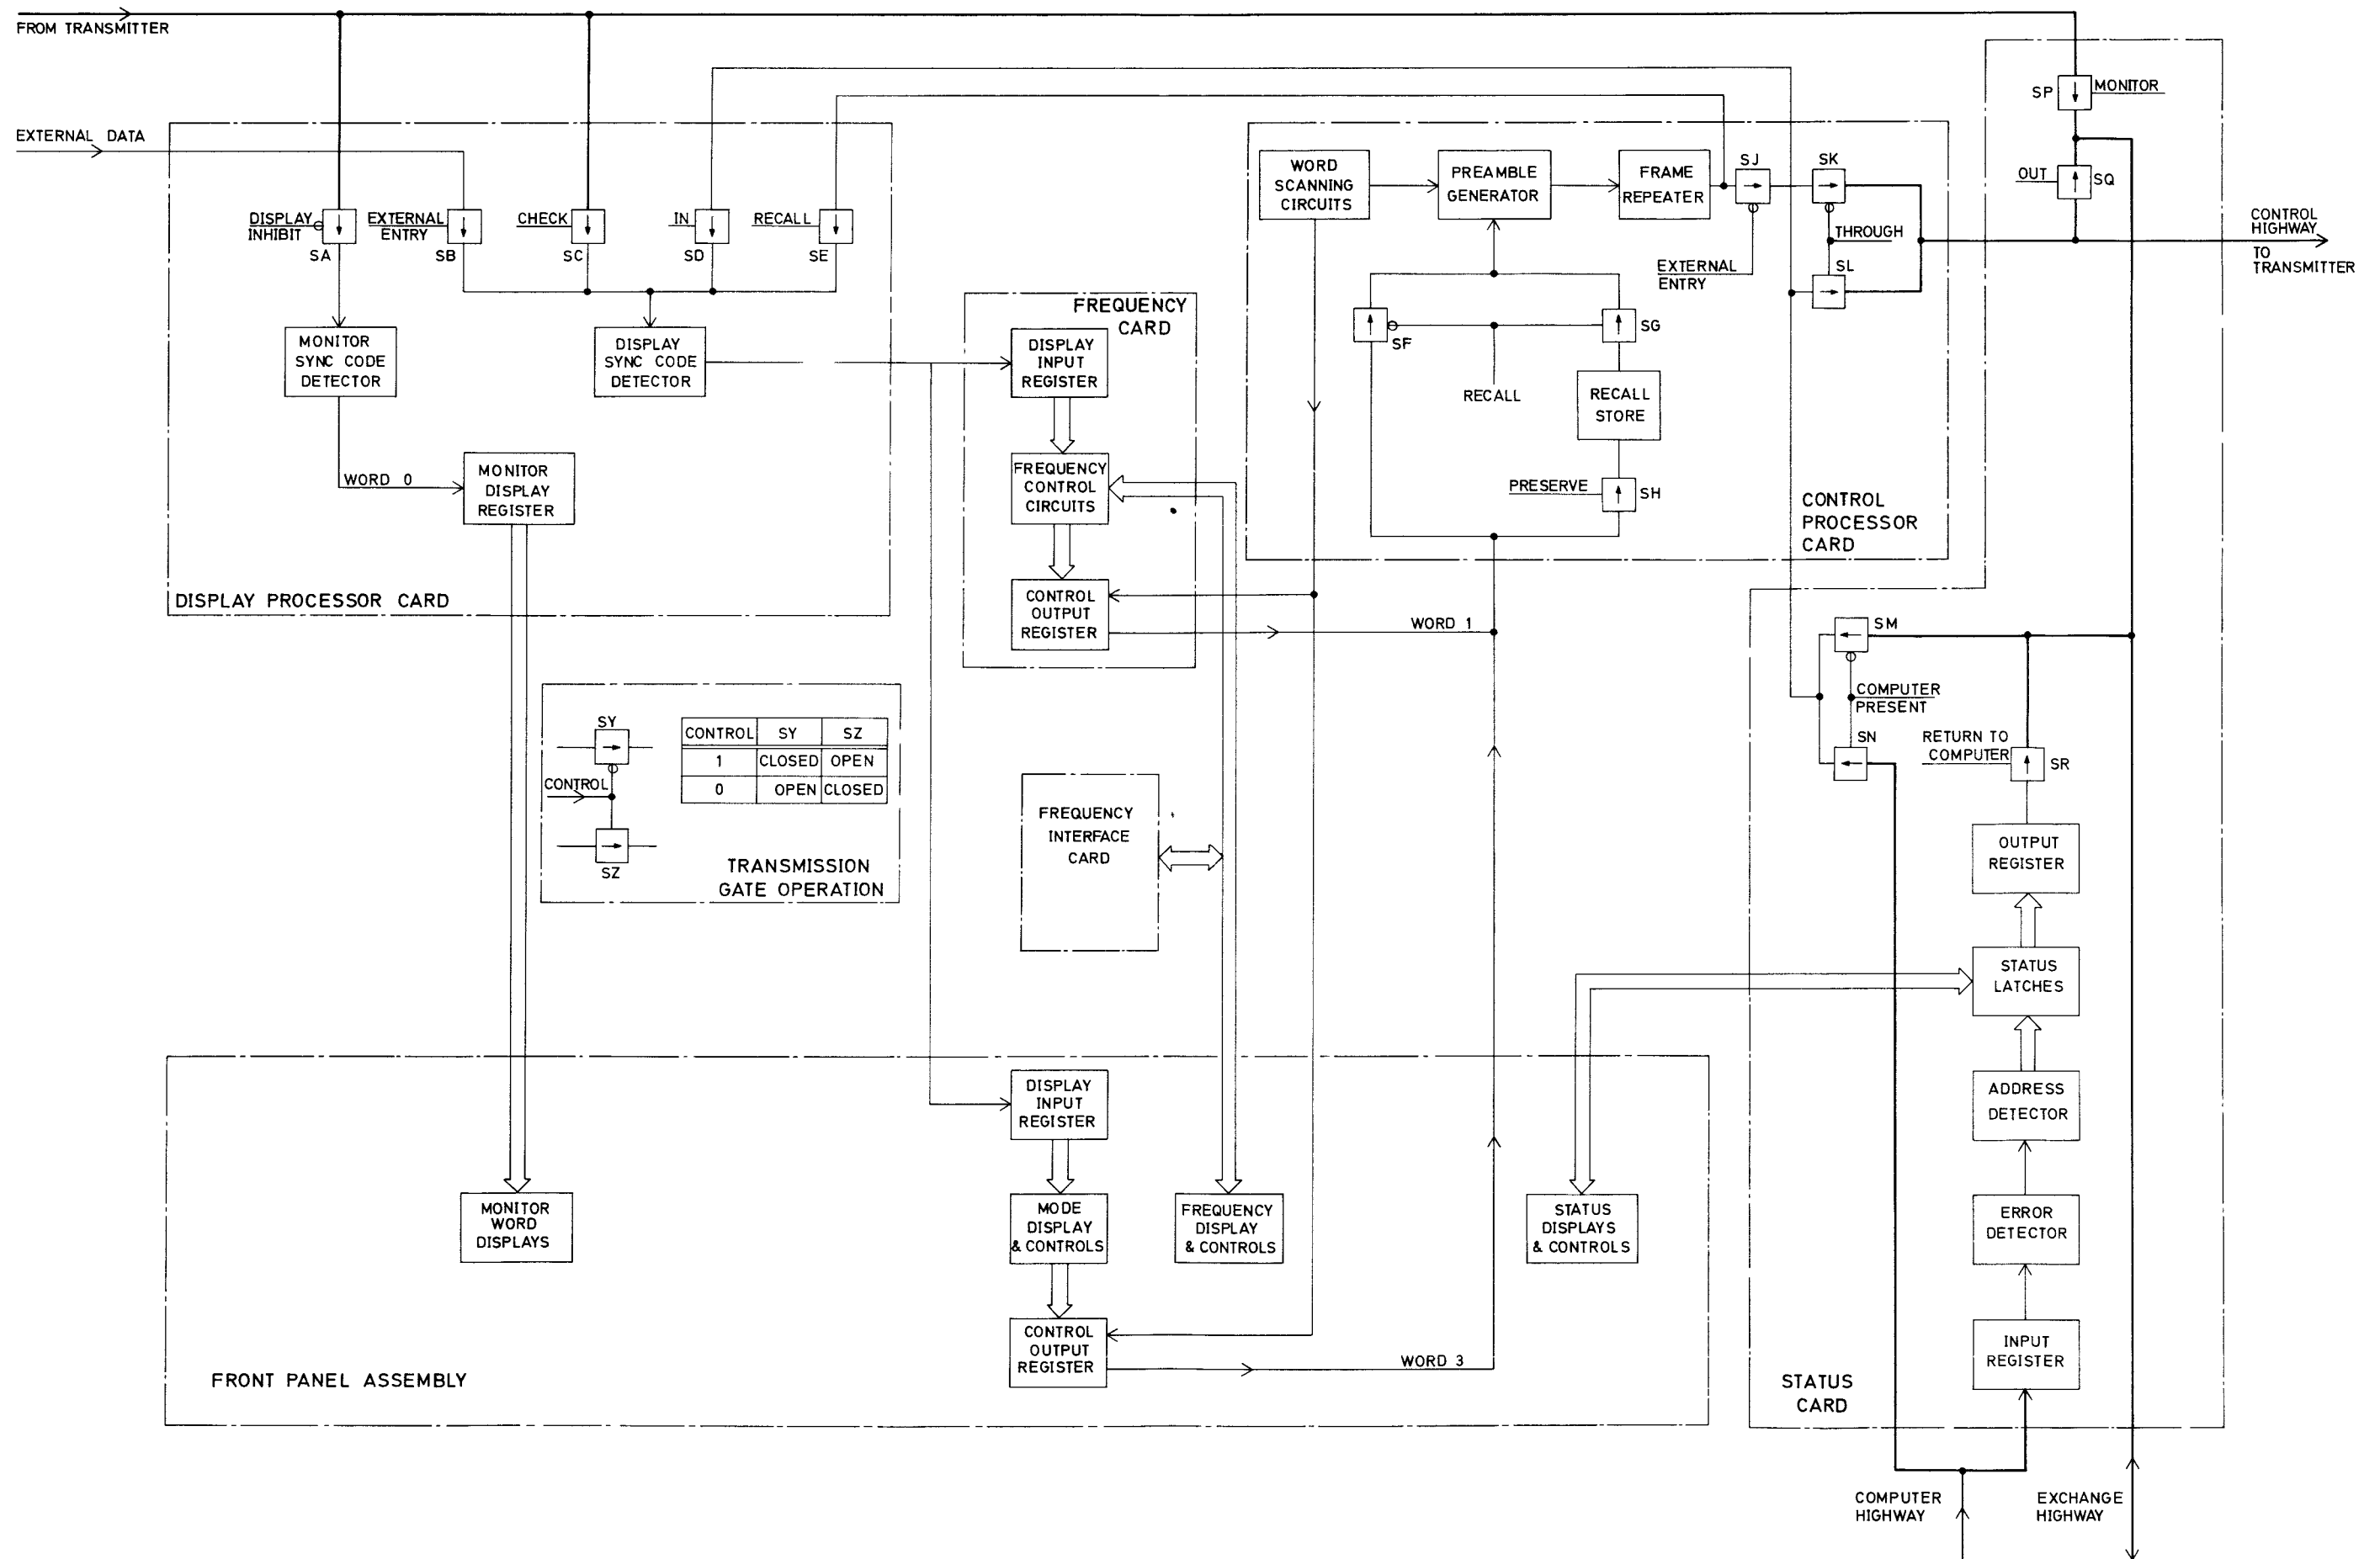 FROM TRANSMITTER
EXTERNAL DATA
DISPLAY
INHIBIT
SA
EXTERNAL
ENTRY
SB
CHECK
SC
IN
SD
RECALL
SE
MONITOR
SYNC CODE
DETECTOR
DISPLAY
SYNC CODE
DETECTOR
WORD 0
MONITOR
DISPLAY
REGISTER
DISPLAY PROCESSOR CARD
FREQUENCY
CARD
DISPLAY
INPUT
REGISTER
FREQUENCY
CONTROL
CIRCUITS
CONTROL
OUTPUT
REGISTER
WORD 1
WORD
SCANNING
CIRCUITS
PREAMBLE
GENERATOR
FRAME
REPEATER
SJ
SK
THROUGH
EXTERNAL
ENTRY
SL
SF
SG
RECALL
RECALL
STORE
PRESERVE
SH
CONTROL
PROCESSOR
CARD
SP
MONITOR
OUT
SQ
CONTROL
HIGHWAY
TO
TRANSMITTER
SM
COMPUTER
PRESENT
SN
RETURN TO
COMPUTER
SR
OUTPUT
REGISTER
STATUS
LATCHES
ADDRESS
DETECTOR
ERROR
DETECTOR
INPUT
REGISTER
STATUS
CARD
COMPUTER
HIGHWAY
EXCHANGE
HIGHWAY
SY
CONTROL
SZ
CONTROL SY SZ
1 CLOSED OPEN
0 OPEN CLOSED
TRANSMISSION
GATE OPERATION
FREQUENCY
INTERFACE
CARD
MONITOR
WORD
DISPLAYS
DISPLAY
INPUT
REGISTER
MODE
DISPLAY
& CONTROLS
FREQUENCY
DISPLAY
& CONTROLS
STATUS
DISPLAYS
& CONTROLS
CONTROL
OUTPUT
REGISTER
WORD 3
FRONT PANEL ASSEMBLY